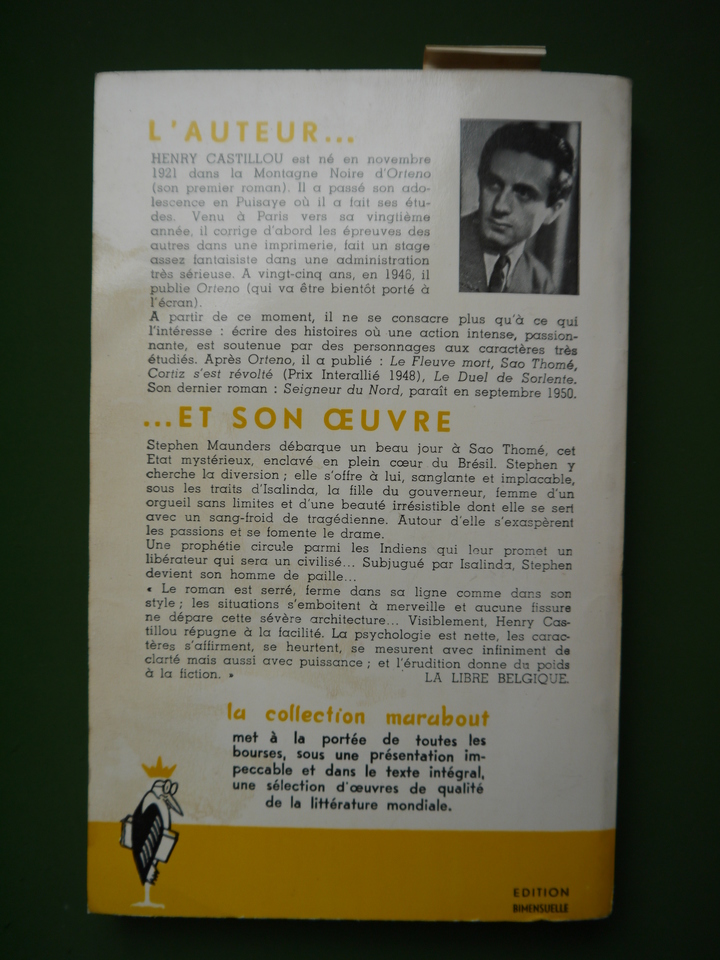 L'AUTEUR...
HENRY CASTILLOU est né en novembre
1921 dans la Montagne Noire d'Orteno
(son premier roman). Il a passé son ado-
lescence en Puisaye où il a fait ses étu-
des. Venu à Paris vers sa vingtième
année, il corrige d'abord les épreuves des
autres dans une imprimerie, fait un stage
assez fantaisiste dans une administration
très sérieuse. A vingt-cinq ans, en 1946, il
publie Orteno (qui va être bientôt porté à
l'écran).
A partir de ce moment, il ne se consacre plus qu'à ce qui
l'intéresse : écrire des histoires où une action intense, passion-
nante, est soutenue par des personnages aux caractères très
étudiés. Après Orteno, il a publié : Le Fleuve mort, Sao Thomé,
Cortiz s'est révolté (Prix Interallié 1948), Le Duel de Sorlente.
Son dernier roman : Seigneur du Nord, paraît en septembre 1950.
...ET SON ŒUVRE
Stephen Maunders débarque un beau jour à Sao Thomé, cet
Etat mystérieux, enclavé en plein cœur du Brésil. Stephen y
cherche la diversion ; elle s'offre à lui, sanglante et implacable,
sous les traits d'Isalinda, la fille du gouverneur, femme d'un
orgueil sans limites et d'une beauté irrésistible dont elle se sert
avec un sang-froid de tragédienne. Autour d'elle s'exaspèrent
les passions et se fomente le drame.
Une prophétie circule parmi les Indiens qui leur promet un
libérateur qui sera un civilisé... Subjugué par Isalinda, Stephen
devient son homme de paille...
« Le roman est serré, ferme dans sa ligne comme dans son
style ; les situations s'emboitent à merveille et aucune fissure
ne dépare cette sévère architecture... Visiblement, Henry Cas-
tillou répugne à la facilité. La psychologie est nette, les carac-
tères s'affirment, se heurtent, se mesurent avec infiniment de
clarté mais aussi avec puissance ; et l'érudition donne du poids
à la fiction. » LA LIBRE BELGIQUE.
la collection marabout
met à la portée de toutes les
bourses, sous une présentation im-
peccable et dans le texte intégral,
une sélection d'œuvres de qualité
de la littérature mondiale.
EDITION
BIMENSUELLE